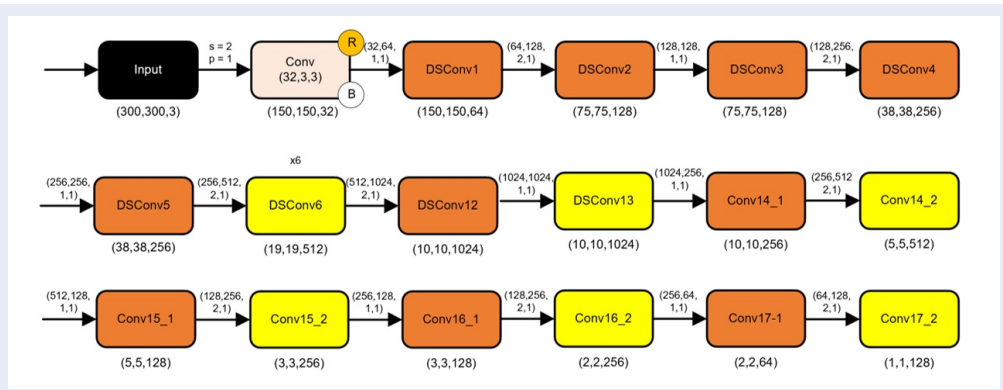 s = 2
p = 1
R
(32,64,
1,1)
(64,128,
2,1)
(128,128,
1,1)
(128,256,
2,1)
Input
Conv
(32,3,3)
DSConv1
DSConv2
DSConv3
DSConv4
B
(300,300,3)
(150,150,32)
(150,150,64)
(75,75,128)
(75,75,128)
(38,38,256)
x6
(256,256,
1,1)
(256,512,
2,1)
(512,1024,
2,1)
(1024,1024,
1,1)
(1024,256,
1,1)
(256,512
2,1)
DSConv5
DSConv6
DSConv12
DSConv13
Conv14_1
Conv14_2
(38,38,256)
(19,19,512)
(10,10,1024)
(10,10,1024)
(10,10,256)
(5,5,512)
(512,128,
1,1)
(128,256,
2,1)
(256,128,
1,1)
(128,256,
2,1)
(256,64,
1,1)
(64,128,
2,1)
Conv15_1
Conv15_2
Conv16_1
Conv16_2
Conv17-1
Conv17_2
(5,5,128)
(3,3,256)
(3,3,128)
(2,2,256)
(2,2,64)
(1,1,128)